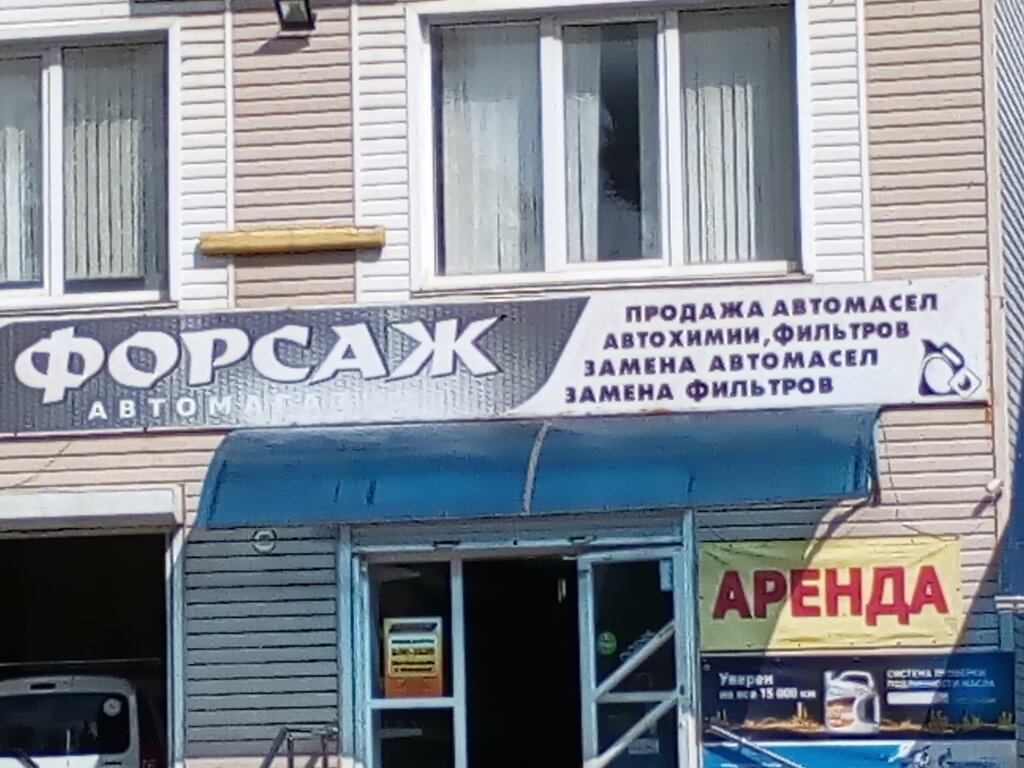 ФОРСАЖ
ПРОДАЖА АВТОМАСЕЛ
АВТОХИМИИ, ФИЛЬТРОВ
ЗАМЕНА АВТОМАСЕЛ
ЗАМЕНА ФИЛЬТРОВ
АРЕНДА
Уверен
на все 15 000 км